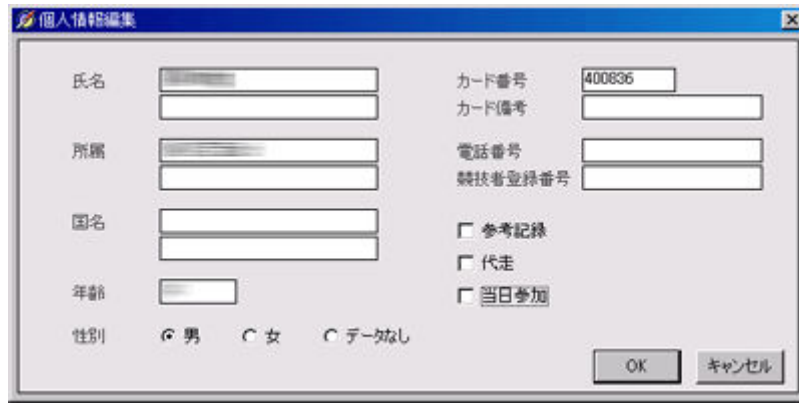 個人情報編集
氏名
カード番号 400836
カード備考
所属
電話番号
競技者登録番号
国名
参考記録
代走
年齢
当日参加
性別 男 女 データなし
OK キャンセル